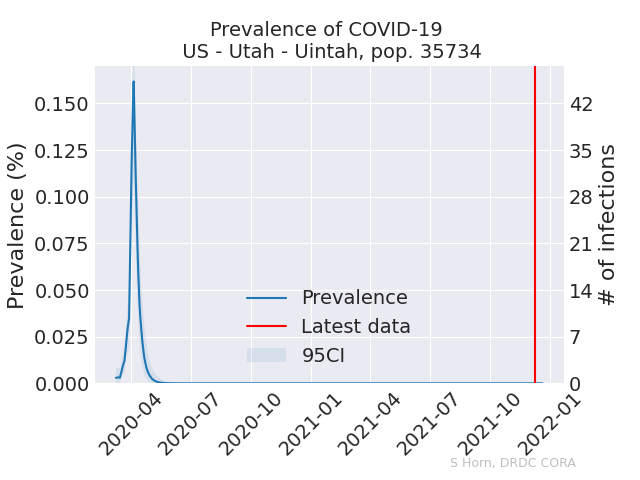 Prevalence of COVID-19
US - Utah - Uintah, pop. 35734
Prevalence (%)
0.150
0.125
0.100
0.075
0.050
0.025
0.000
42
35
28
21
14
7
0
# of infections
Prevalence
Latest data
95CI
2020-04
2020-07
2020-10
2021-01
2021-04
2021-07
2021-10
2022-01
S Horn, DRDC CORA